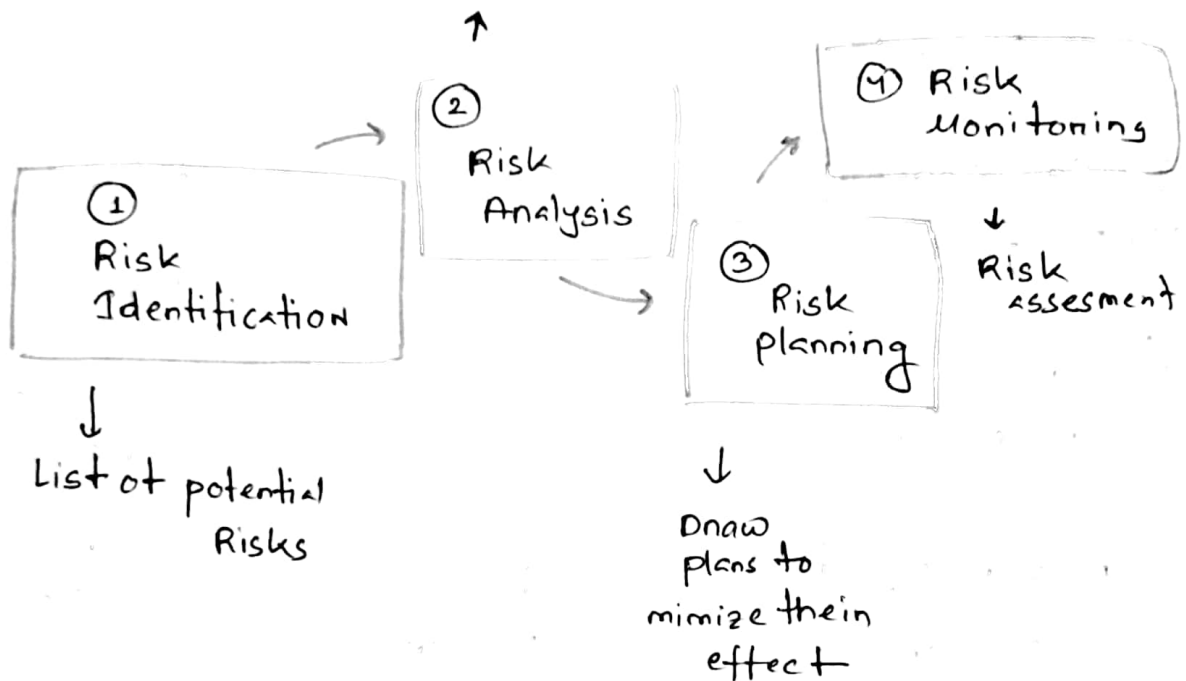 1
Risk
Identification
List of potential
Risks
2
Risk
Analysis
3
Risk
planning
Draw
plans to
mimize their
effect
4
Risk
Monitoring
Risk
assesment